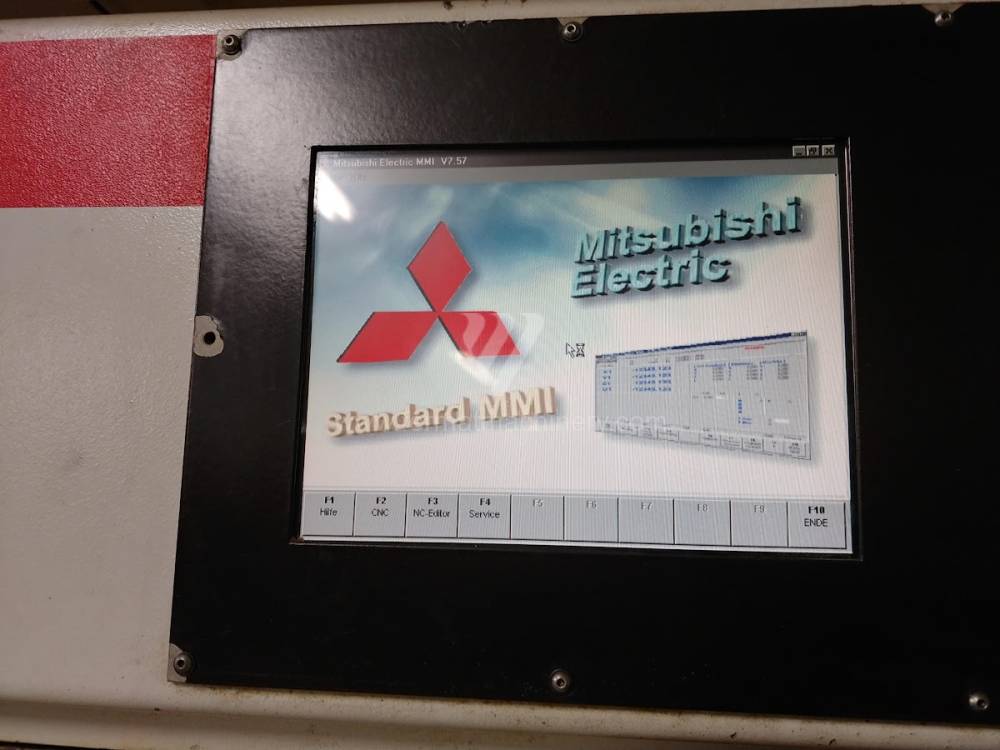 Mitsubishi Electric MMI V7.57
Mitsubishi
Electric
Standard MMI
F1
Hilfe
F2
CNC
F3
NC-Editor
F4
Service
F5
F6
F7
F8
F9
F10
ENDE